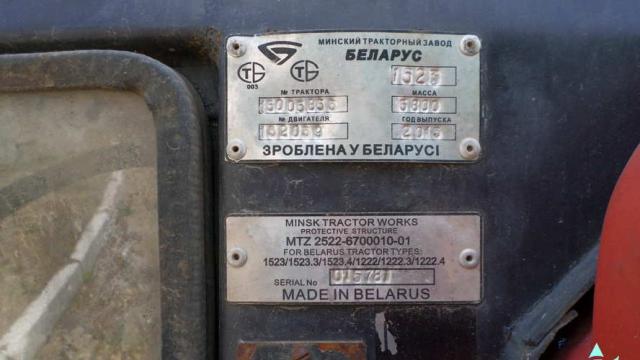 МИНСКИЙ ТРАКТОРНЫЙ ЗАВОД
БЕЛАРУС
003
1523
№ ТРАКТОРА
МАССА
6800
№ ДВИГАТЕЛЯ
ГОД ВЫПУСКА
132059
ЗРОБЛЕНА У БЕЛАРУСІ
MINSK TRACTOR WORKS
PROTECTIVE STRUCTURE
MTZ 2522-6700010-01
FOR BELARUS TRACTOR TYPES:
1523/1523.3/1523.4/1222/1222.3/1222.4
SERIAL No
MADE IN BELARUS